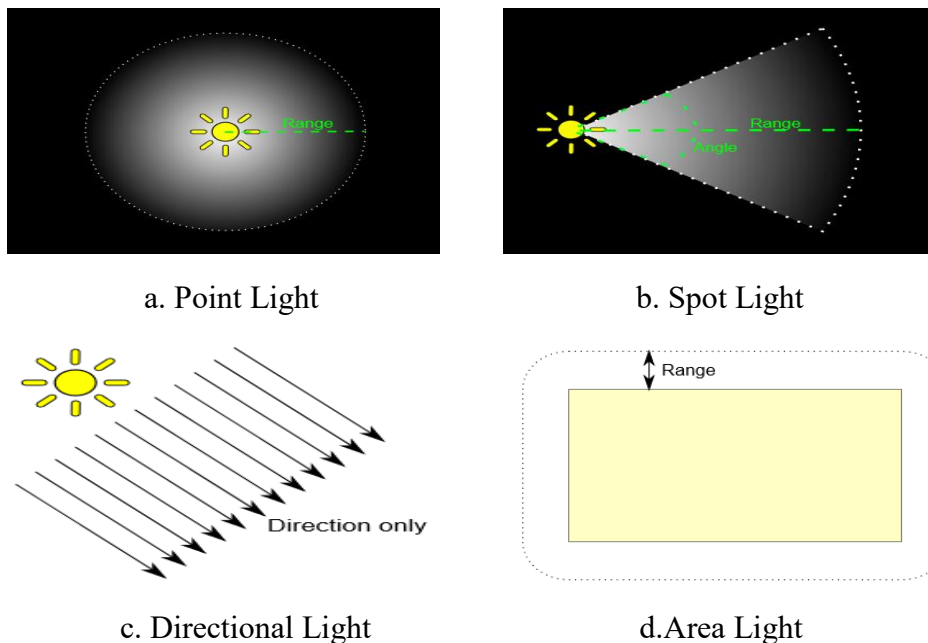 Range
Range
Angle
a. Point Light
b. Spot Light
Range
Direction only
c. Directional Light
d.Area Light